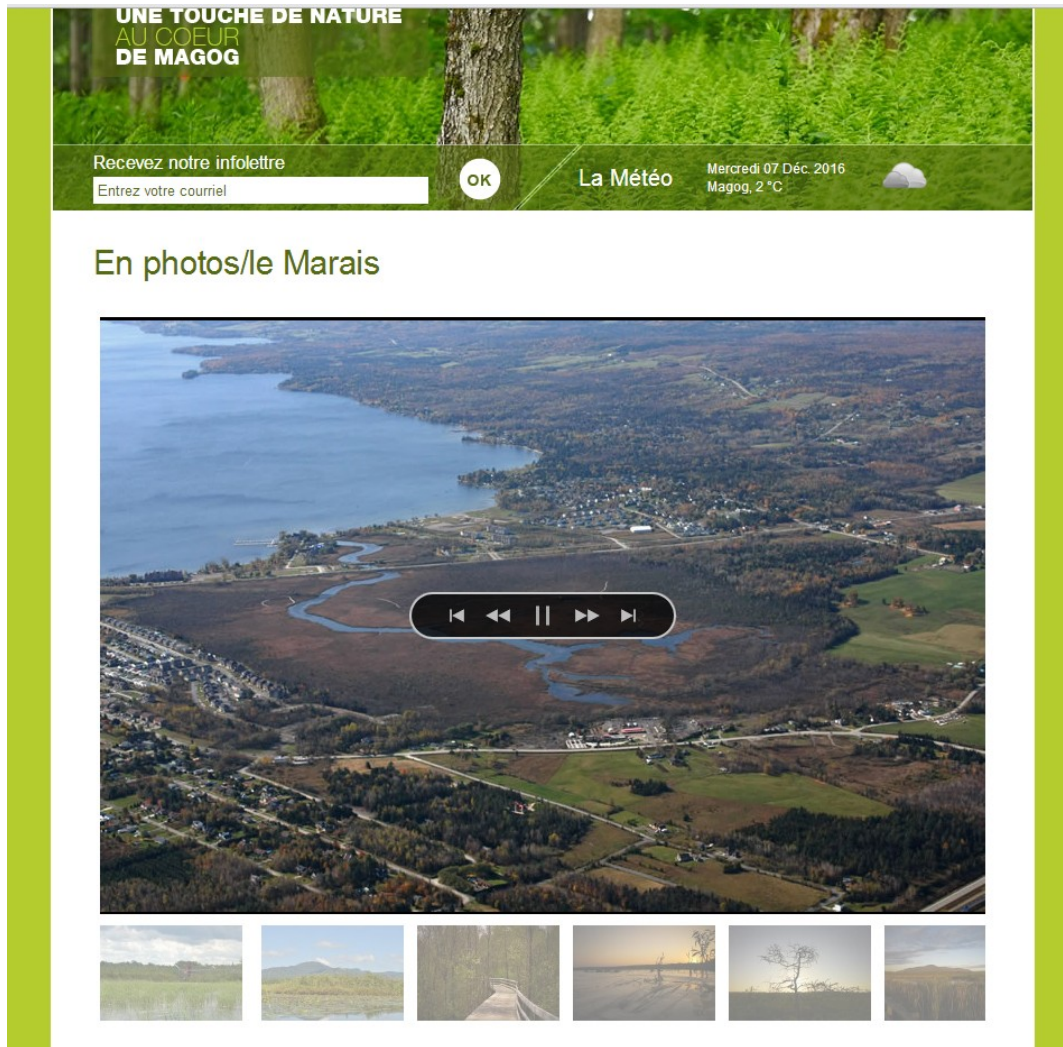 UNE TOUCHE DE NATURE
AU COEUR
DE MAGOG
Recevez notre infolettre
Entrez votre courriel
OK
La Météo
Mercredi 07 Déc. 2016
Magog, 2 °C
En photos/le Marais